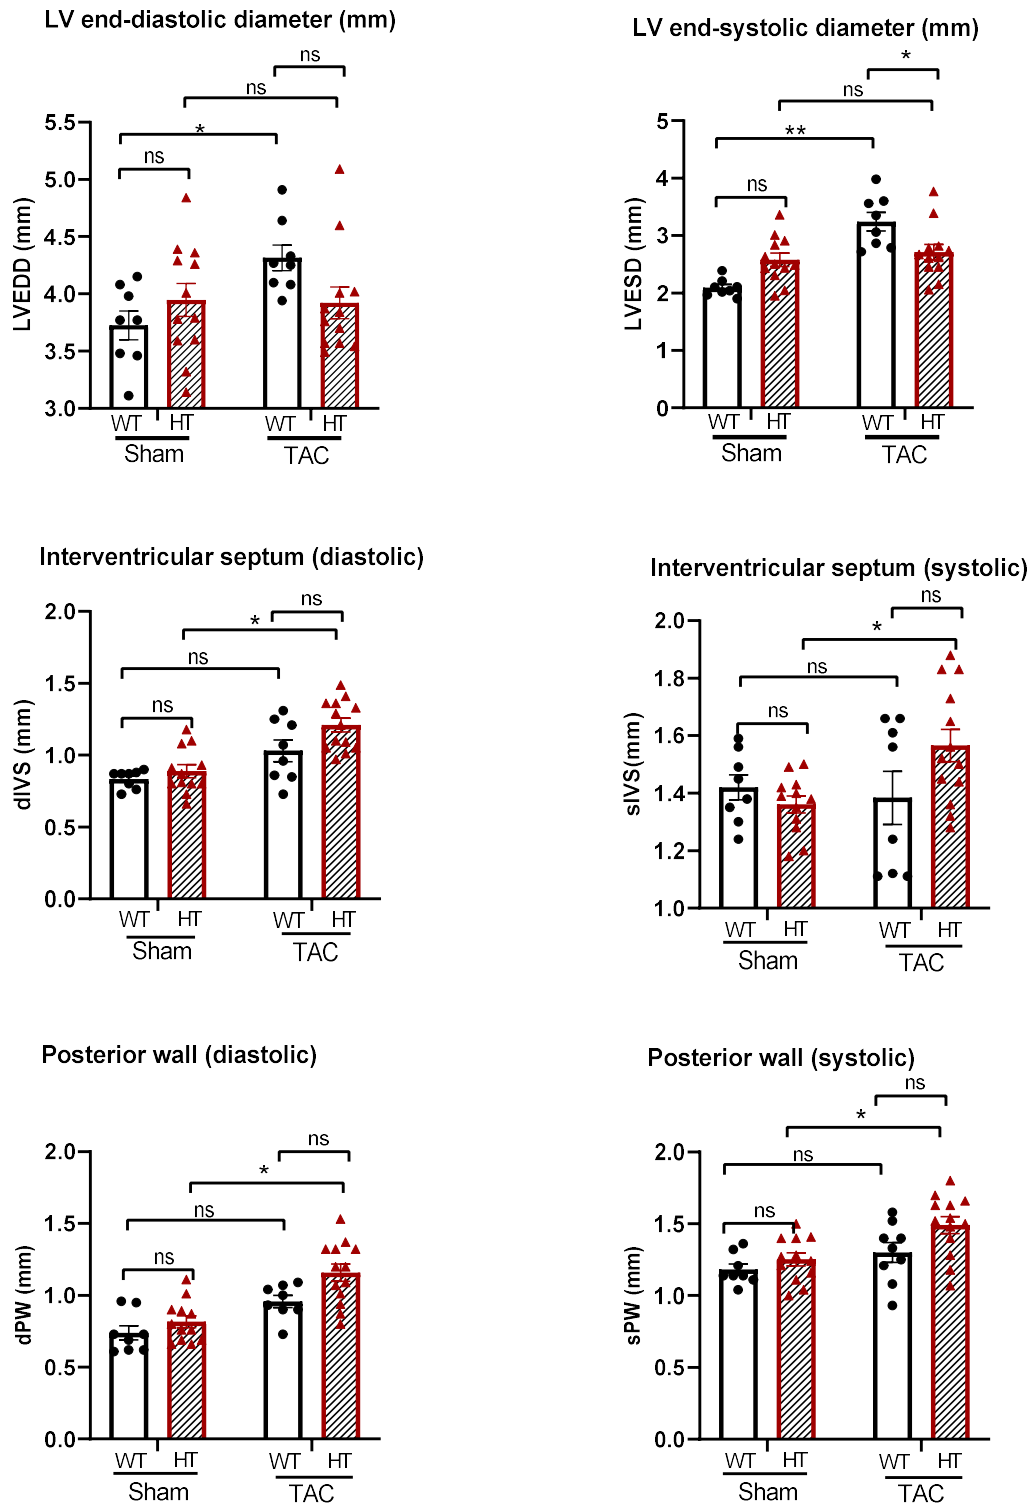 LV end-diastolic diameter (mm)
ns
ns
*
ns
LVEDD (mm)
5.5
5.0
4.5
4.0
3.5
3.0
WT HT WT HT
Sham TAC
LV end-systolic diameter (mm)
*
ns
**
ns
LVESD (mm)
5
4
3
2
1
0
WT HT WT HT
Sham TAC
Interventricular septum (diastolic)
ns
*
ns
ns
dIVS (mm)
2.0
1.5
1.0
0.5
0.0
WT HT WT HT
Sham TAC
Interventricular septum (systolic)
ns
*
ns
ns
sIVS(mm)
2.0
1.8
1.6
1.4
1.2
1.0
WT HT WT HT
Sham TAC
Posterior wall (diastolic)
ns
*
ns
ns
dPW (mm)
2.0
1.5
1.0
0.5
0.0
WT HT WT HT
Sham TAC
Posterior wall (systolic)
ns
*
ns
ns
sPW (mm)
2.0
1.5
1.0
0.5
0.0
WT HT WT HT
Sham TAC